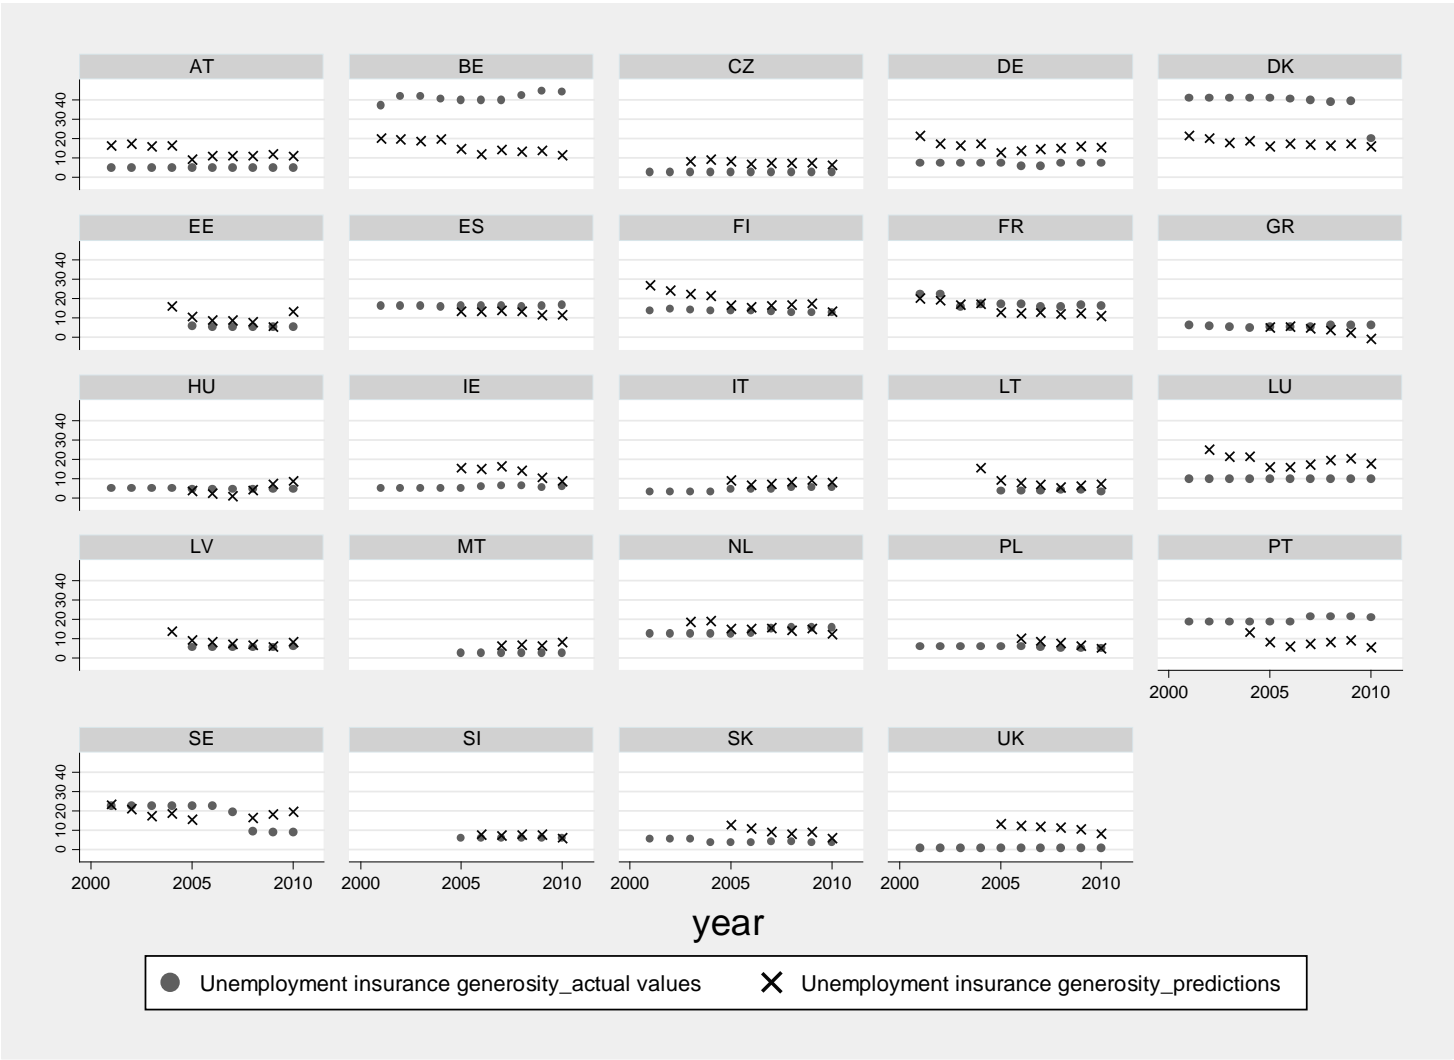 AT BE CZ DE DK
0 10 20 30 40
EE ES FI FR GR
0 10 20 30 40
HU IE IT LT LU
0 10 20 30 40
LV MT NL PL PT
0 10 20 30 40
2000 2005 2010
SE SI SK UK
0 10 20 30 40
2000 2005 2010 2000 2005 2010 2000 2005 2010 2000 2005 2010
year
Unemployment insurance generosity_actual values Unemployment insurance generosity_predictions